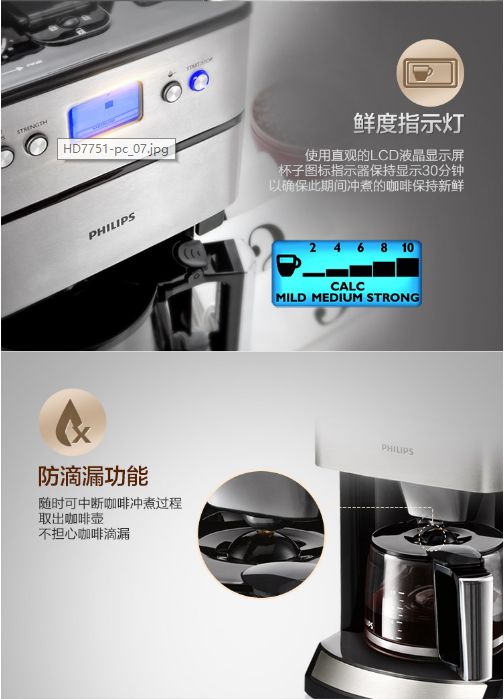 START/STOP
STRENGTH
HD7751-pc_07.jpg
PHILIPS
鲜度指示灯
使用直观的LCD液晶显示屏
杯子图标指示器保持显示30分钟
以确保此期间冲煮的咖啡保持新鲜
2 4 6 8 10
CALC
MILD MEDIUM STRONG
防滴漏功能
随时可中断咖啡冲煮过程
取出咖啡壶
不担心咖啡滴漏
PHILIPS